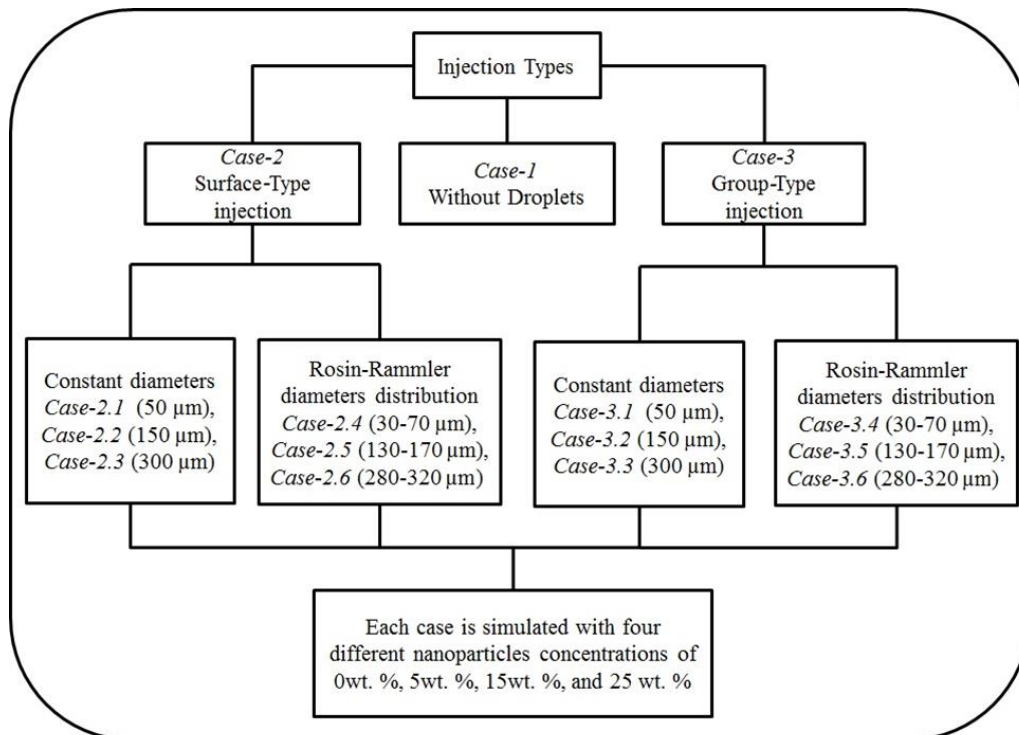 Injection Types
Case-2
Surface-Type
injection
Case-1
Without Droplets
Case-3
Group-Type
injection
Constant diameters
Case-2.1 (50 µm),
Case-2.2 (150 µm),
Case-2.3 (300 µm)
Rosin-Rammler
diameters distribution
Case-2.4 (30-70 µm),
Case-2.5 (130-170 µm),
Case-2.6 (280-320 µm)
Constant diameters
Case-3.1 (50 µm),
Case-3.2 (150 µm),
Case-3.3 (300 µm)
Rosin-Rammler
diameters distribution
Case-3.4 (30-70 µm),
Case-3.5 (130-170 µm),
Case-3.6 (280-320 µm)
Each case is simulated with four
different nanoparticles concentrations of
0wt. %, 5wt. %, 15wt. %, and 25 wt. %